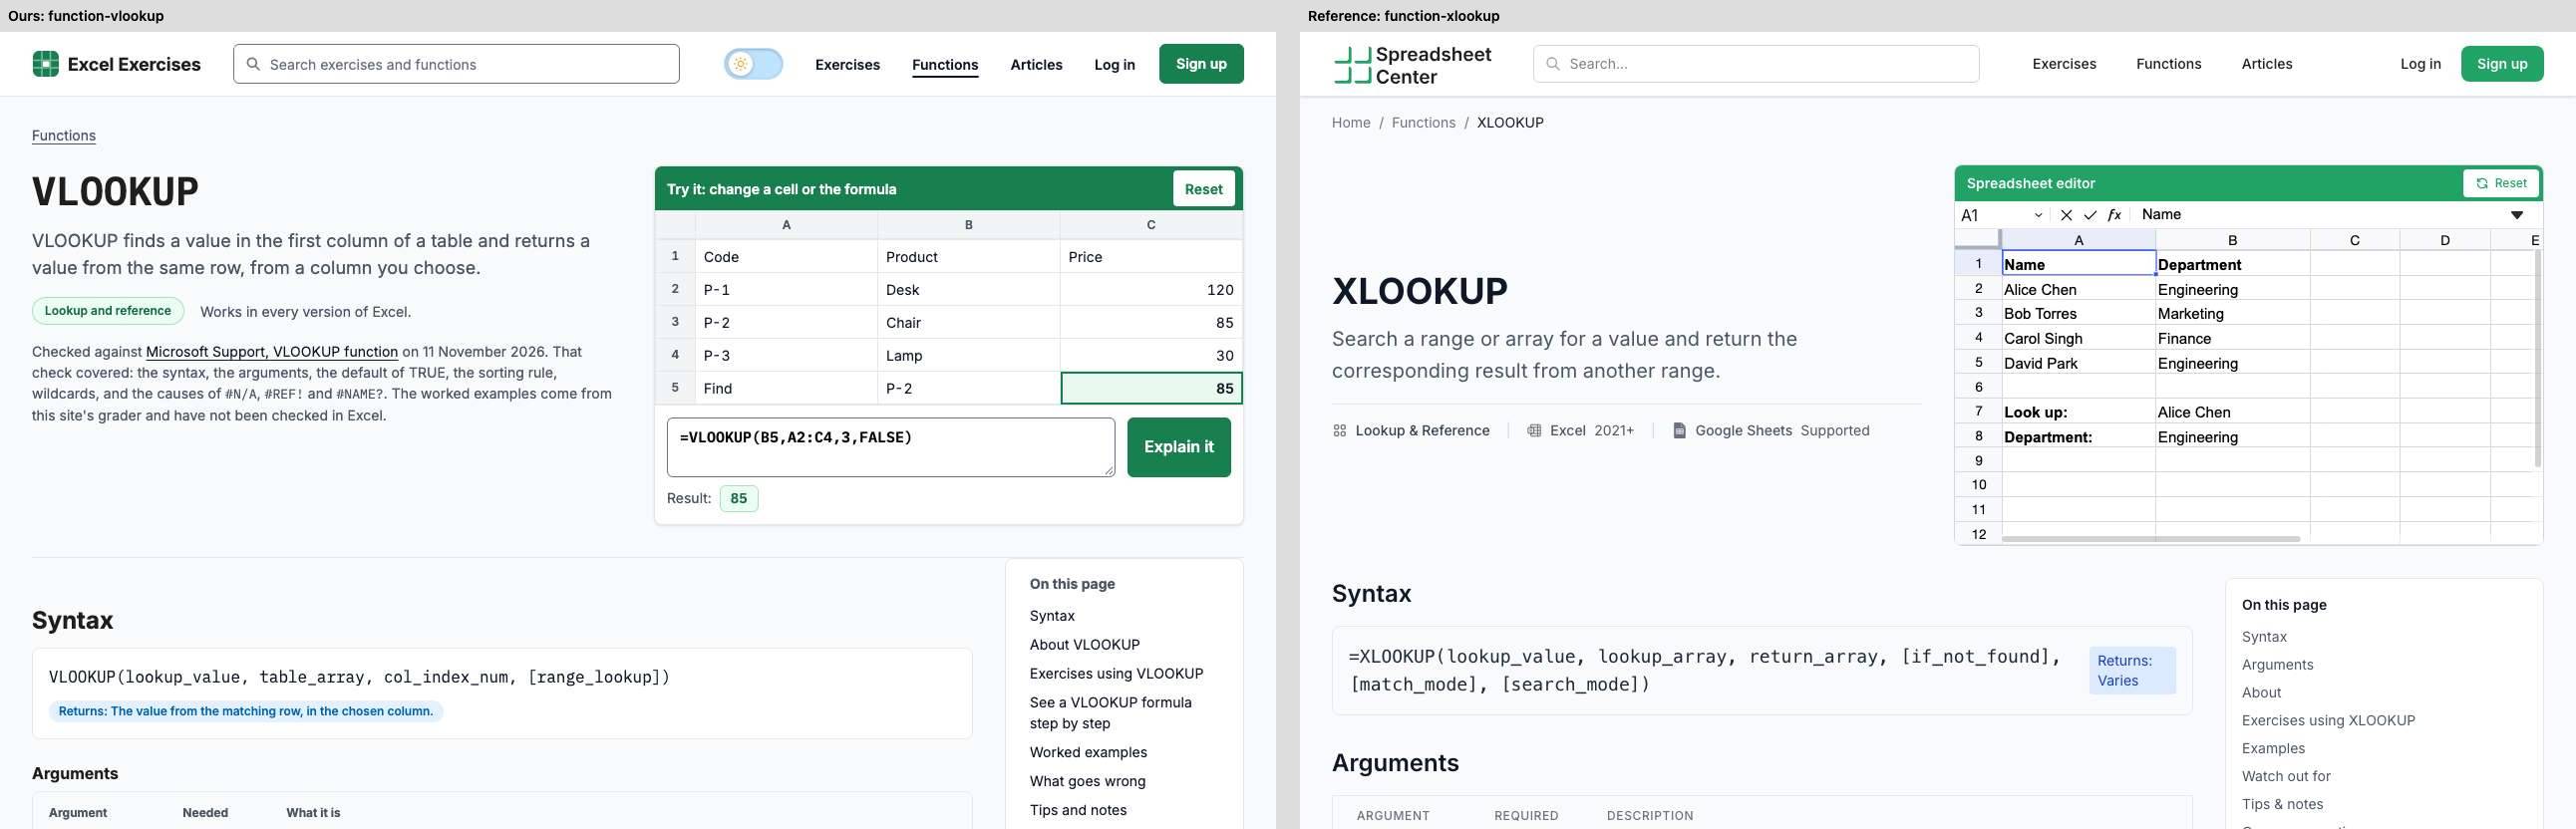 Ours: function-vlookup
Excel Exercises
Search exercises and functions
Exercises
Functions
Articles
Log in
Sign up
Functions
VLOOKUP
VLOOKUP finds a value in the first column of a table and returns a
value from the same row, from a column you choose.
Lookup and reference
Works in every version of Excel.
Checked against Microsoft Support, VLOOKUP function on 11 November 2026. That
check covered: the syntax, the arguments, the default of TRUE, the sorting rule,
wildcards, and the causes of #N/A, #REF! and #NAME?. The worked examples come from
this site's grader and have not been checked in Excel.
Try it: change a cell or the formula
Reset
A B C
1 Code Product Price
2 P-1 Desk 120
3 P-2 Chair 85
4 P-3 Lamp 30
5 Find P-2 85
=VLOOKUP(B5,A2:C4,3,FALSE)
Explain it
Result: 85
Syntax
VLOOKUP(lookup_value, table_array, col_index_num, [range_lookup])
Returns: The value from the matching row, in the chosen column.
Arguments
Argument Needed What it is
On this page
Syntax
About VLOOKUP
Exercises using VLOOKUP
See a VLOOKUP formula
step by step
Worked examples
What goes wrong
Tips and notes
Reference: function-xlookup
Spreadsheet
Center
Search...
Exercises
Functions
Articles
Log in
Sign up
Home / Functions / XLOOKUP
XLOOKUP
Search a range or array for a value and return the
corresponding result from another range.
Lookup & Reference
Excel 2021+
Google Sheets Supported
Spreadsheet editor
Reset
A1 fx Name
A B C D E
1 Name Department
2 Alice Chen Engineering
3 Bob Torres Marketing
4 Carol Singh Finance
5 David Park Engineering
6
7 Look up: Alice Chen
8 Department: Engineering
9
10
11
12
Syntax
=XLOOKUP(lookup_value, lookup_array, return_array, [if_not_found],
[match_mode], [search_mode])
Returns:
Varies
Arguments
ARGUMENT REQUIRED DESCRIPTION
On this page
Syntax
Arguments
About
Exercises using XLOOKUP
Examples
Watch out for
Tips & notes